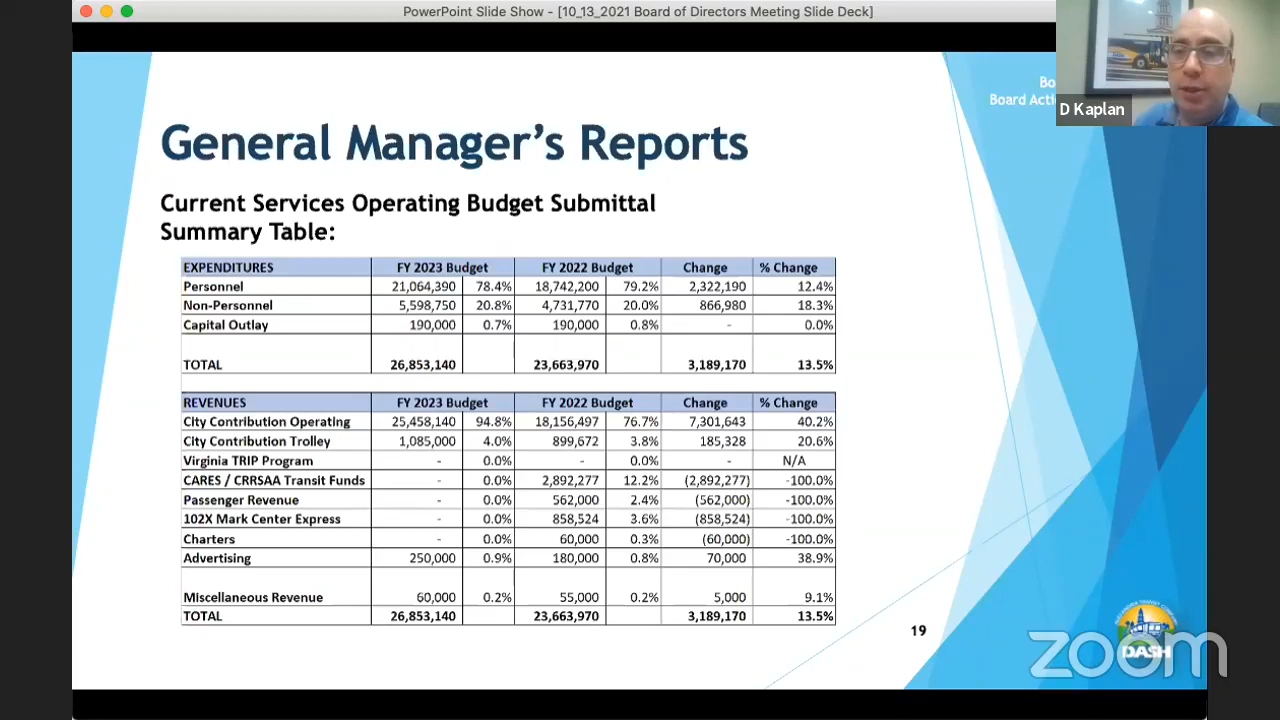 PowerPoint Slide Show - [10_13_2021 Board of Directors Meeting Slide Deck]
Bo
Board Acti
D Kaplan
General Manager's Reports
Current Services Operating Budget Submittal
Summary Table:
EXPENDITURES FY 2023 Budget FY 2022 Budget Change % Change
Personnel 21,064,390 78.4% 18,742,200 79.2% 2,322,190 12.4%
Non-Personnel 5,598,750 20.8% 4,731,770 20.0% 866,980 18.3%
Capital Outlay 190,000 0.7% 190,000 0.8% - 0.0%
TOTAL 26,853,140 23,663,970 3,189,170 13.5%
REVENUES FY 2023 Budget FY 2022 Budget Change % Change
City Contribution Operating 25,458,140 94.8% 18,156,497 76.7% 7,301,643 40.2%
City Contribution Trolley 1,085,000 4.0% 899,672 3.8% 185,328 20.6%
Virginia TRIP Program - 0.0% - 0.0% - N/A
CARES / CRRSAA Transit Funds - 0.0% 2,892,277 12.2% (2,892,277) -100.0%
Passenger Revenue - 0.0% 562,000 2.4% (562,000) -100.0%
102X Mark Center Express - 0.0% 858,524 3.6% (858,524) -100.0%
Charters - 0.0% 60,000 0.3% (60,000) -100.0%
Advertising 250,000 0.9% 180,000 0.8% 70,000 38.9%
Miscellaneous Revenue 60,000 0.2% 55,000 0.2% 5,000 9.1%
TOTAL 26,853,140 23,663,970 3,189,170 13.5%
19
DASH
zoom